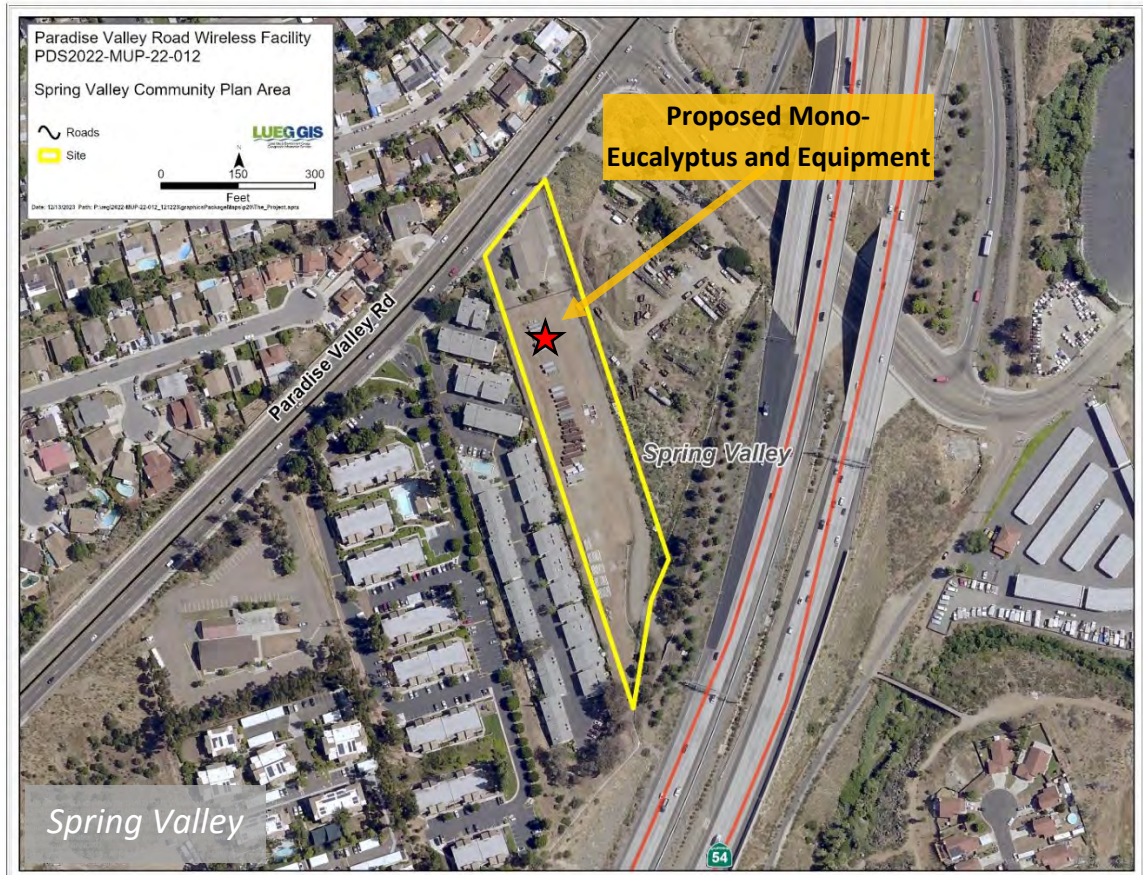 Paradise Valley Road Wireless Facility
PDS2022-MUP-22-012
Spring Valley Community Plan Area
Roads
Site
LUEG GIS
N
0 150 300
Feet
Proposed Mono-
Eucalyptus and Equipment
Paradise Valley Rd
Spring Valley
Spring Valley
54